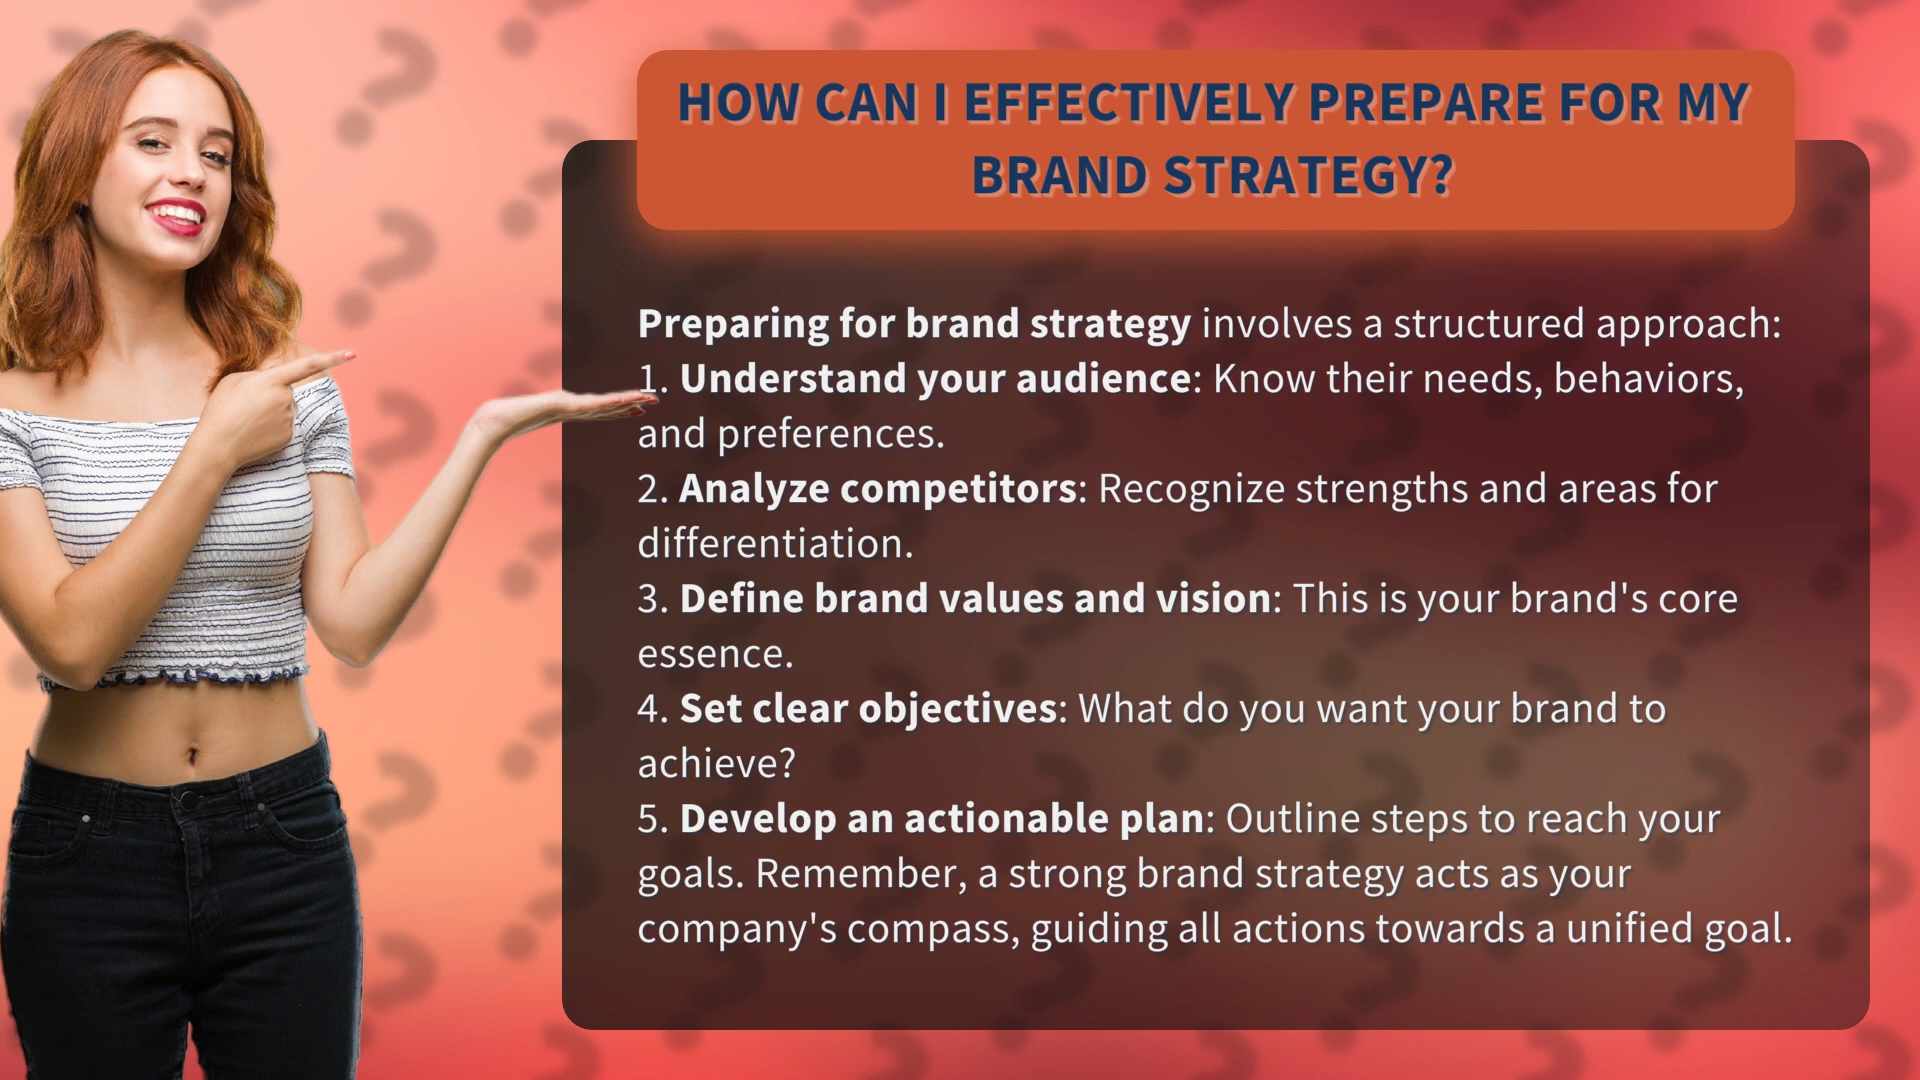 HOW CAN I EFFECTIVELY PREPARE FOR MY
BRAND STRATEGY?
Preparing for brand strategy involves a structured approach:
1. Understand your audience: Know their needs, behaviors,
and preferences.
2. Analyze competitors: Recognize strengths and areas for
differentiation.
3. Define brand values and vision: This is your brand's core
essence.
4. Set clear objectives: What do you want your brand to
achieve?
5. Develop an actionable plan: Outline steps to reach your
goals. Remember, a strong brand strategy acts as your
company's compass, guiding all actions towards a unified goal.